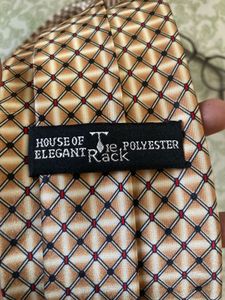 HOUSE OF Tie POLYESTER
ELEGANT Rack